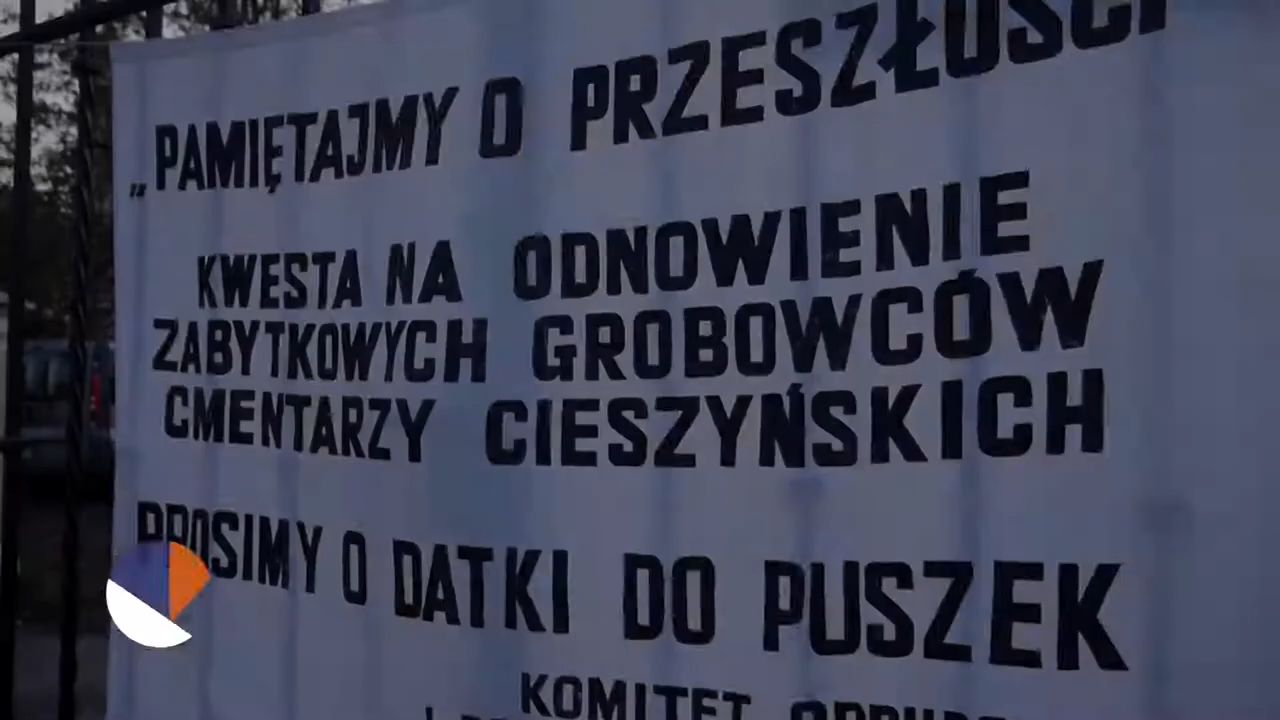 „PAMIĘTAJMY O PRZESZŁOŚCI
KWESTA NA ODNOWIENIE
ZABYTKOWYCH GROBOWCÓW
CMENTARZY CIESZYŃSKICH
PROSIMY O DATKI DO PUSZEK
KOMITET